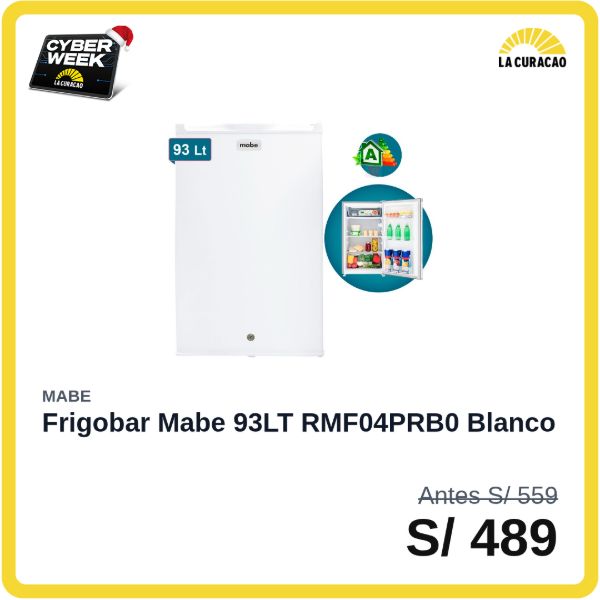 CYBER
WEEK
LA CURACAO
LA CURACAO
93 Lt
mabe
A
MABE
Frigobar Mabe 93LT RMF04PRB0 Blanco
Antes S/ 559
S/ 489